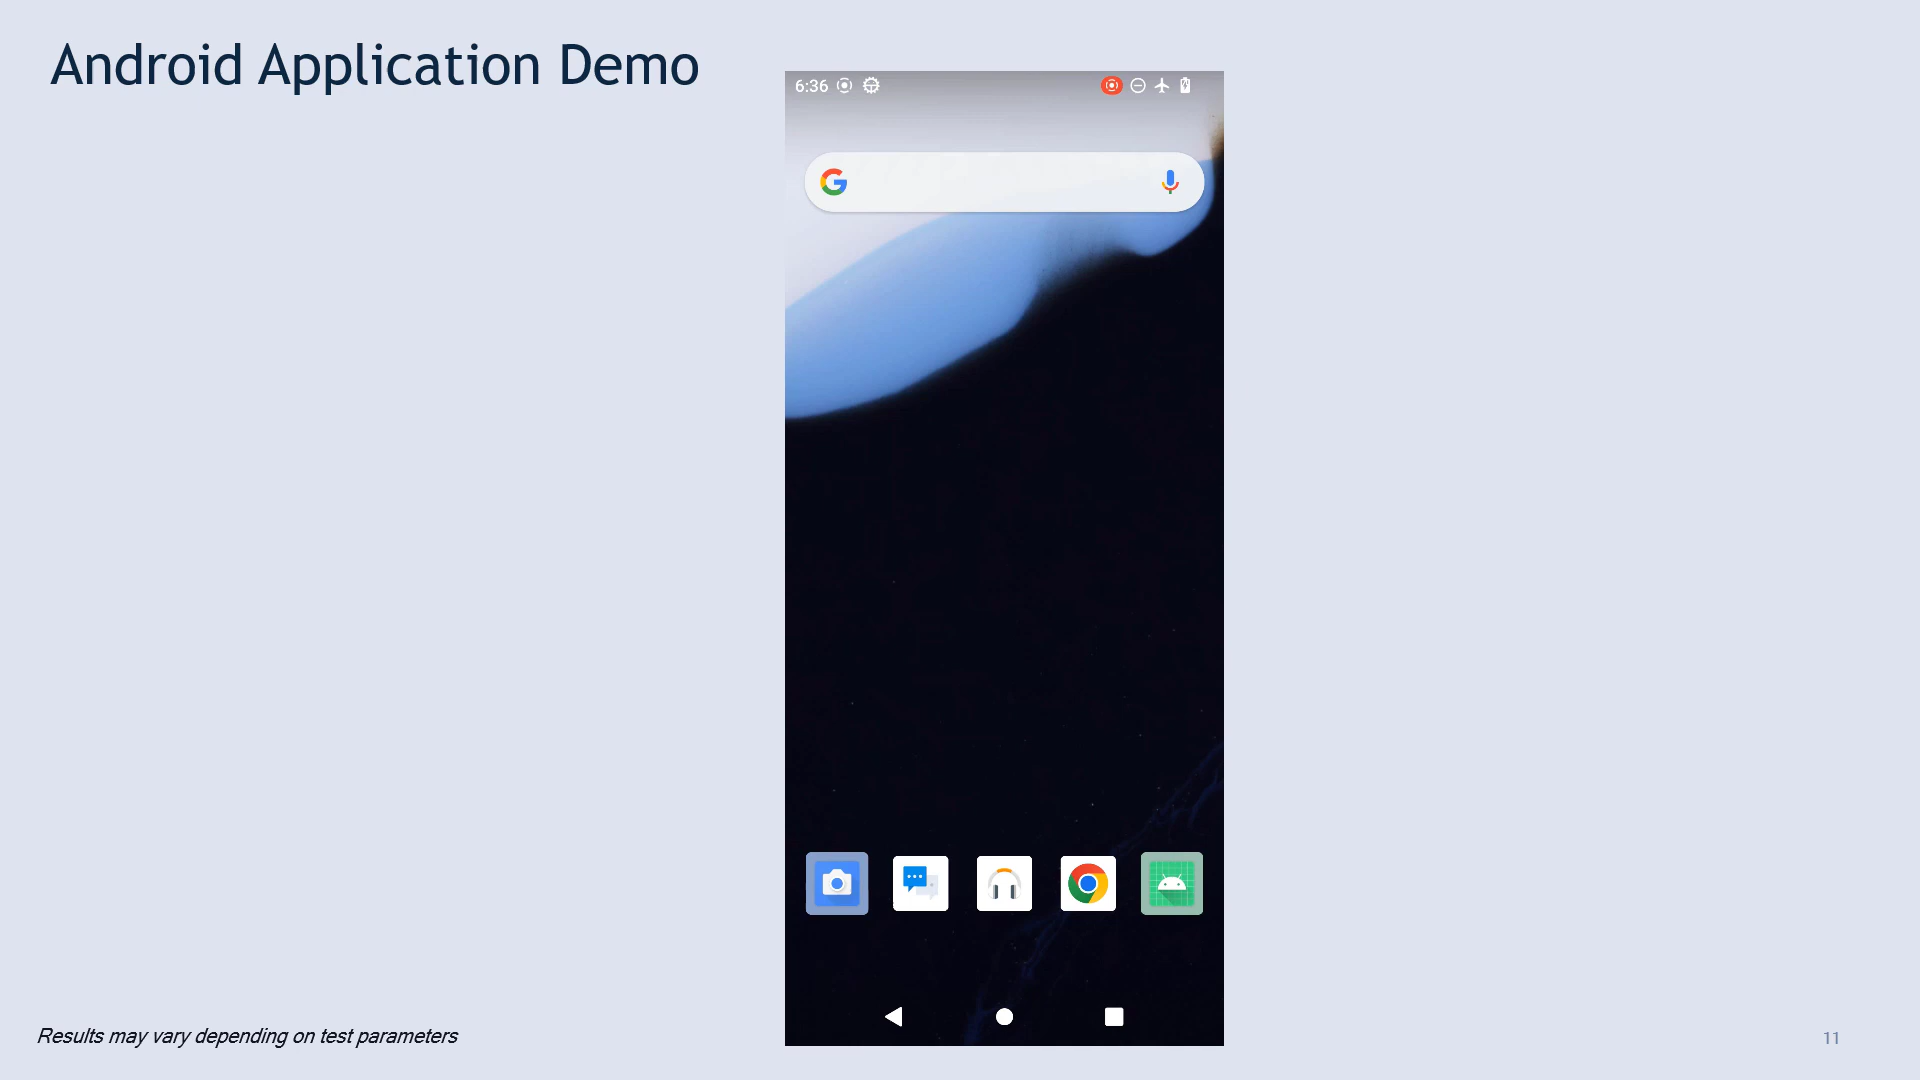 Android Application Demo
6:36
Results may vary depending on test parameters
11